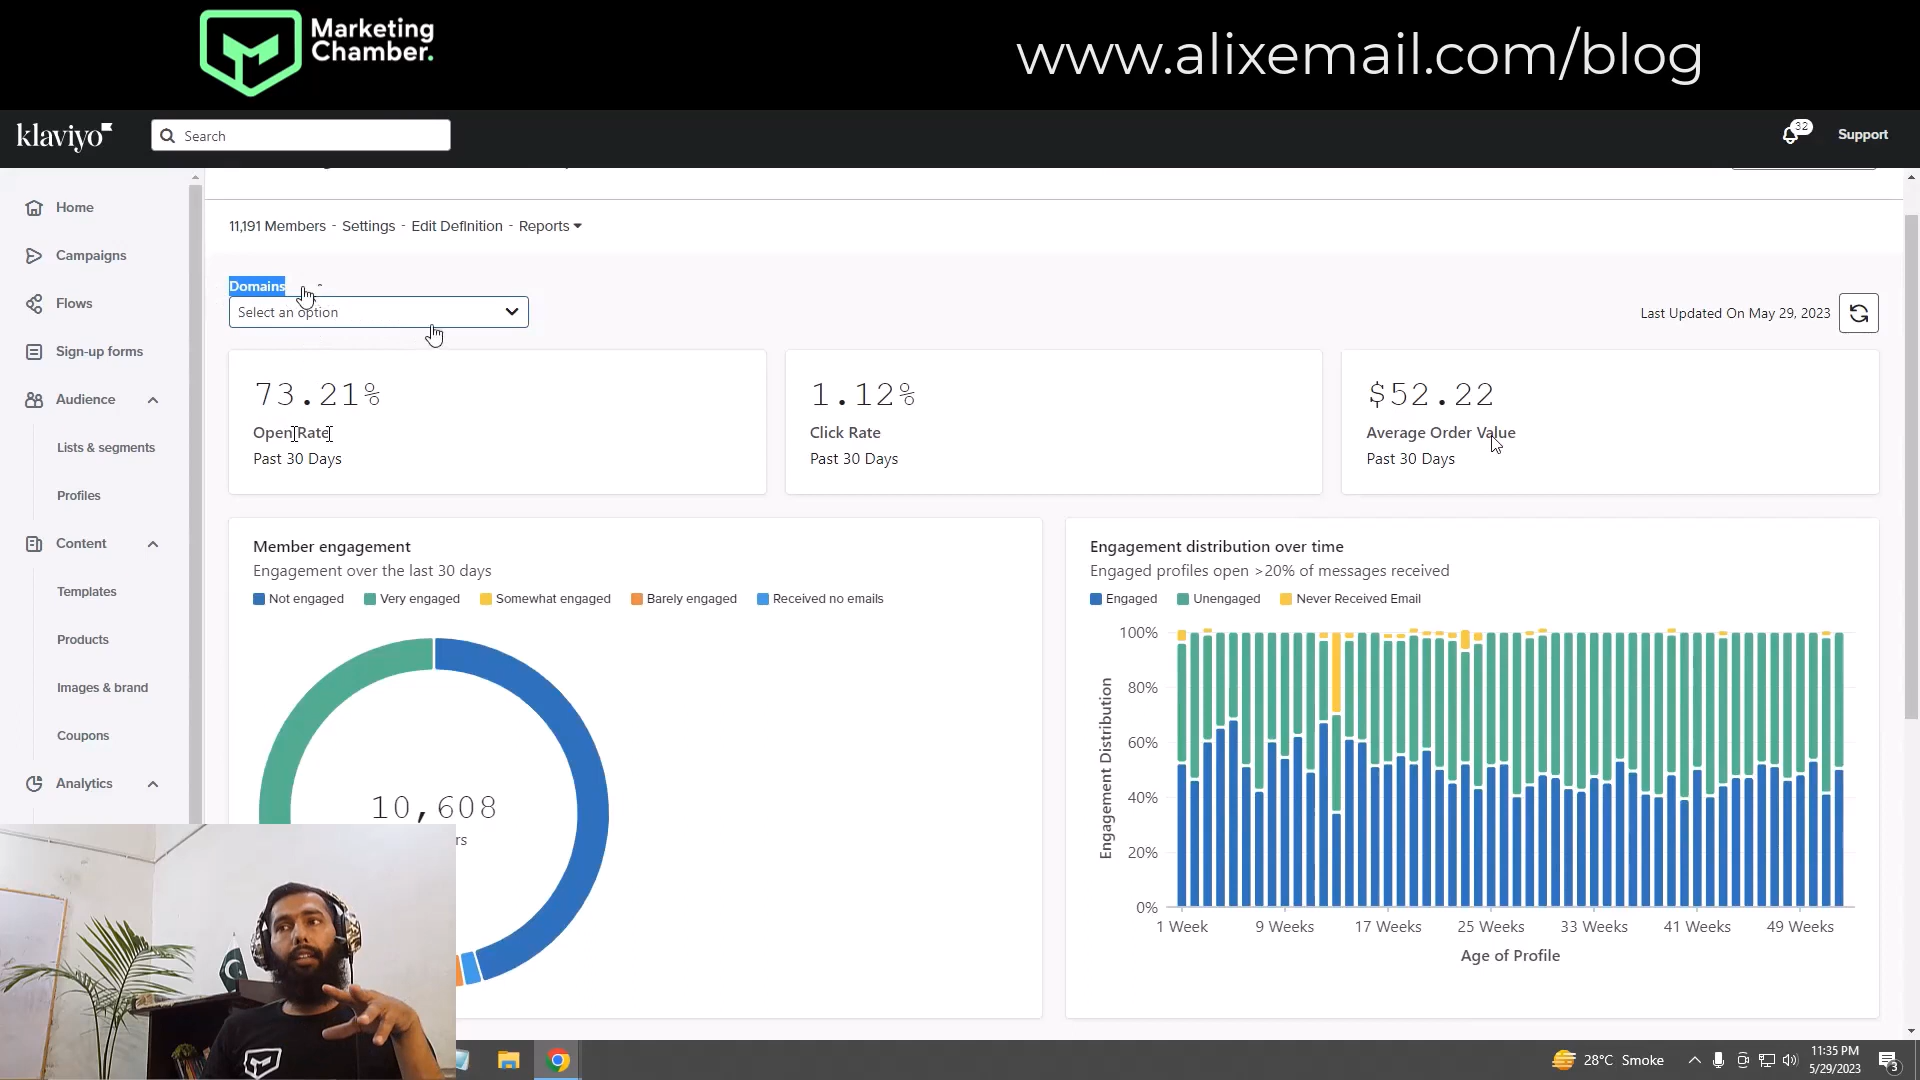 Marketing
Chamber.
www.alixemail.com/blog
klaviyo
Search
32
Support
Home
Campaigns
Flows
Sign-up forms
Audience
Lists & segments
Profiles
Content
Templates
Products
Images & brand
Coupons
Analytics
11,191 Members - Settings - Edit Definition - Reports
Domains
Select an option
Last Updated On May 29, 2023
73.21%
Open Rate
Past 30 Days
1.12%
Click Rate
Past 30 Days
$52.22
Average Order Value
Past 30 Days
Member engagement
Engagement over the last 30 days
Not engaged
Very engaged
Somewhat engaged
Barely engaged
Received no emails
10,608
Engagement distribution over time
Engaged profiles open >20% of messages received
Engaged
Unengaged
Never Received Email
100%
80%
60%
40%
20%
0%
Engagement Distribution
1 Week
9 Weeks
17 Weeks
25 Weeks
33 Weeks
41 Weeks
49 Weeks
Age of Profile
28°C Smoke
11:35 PM
5/29/2023
3